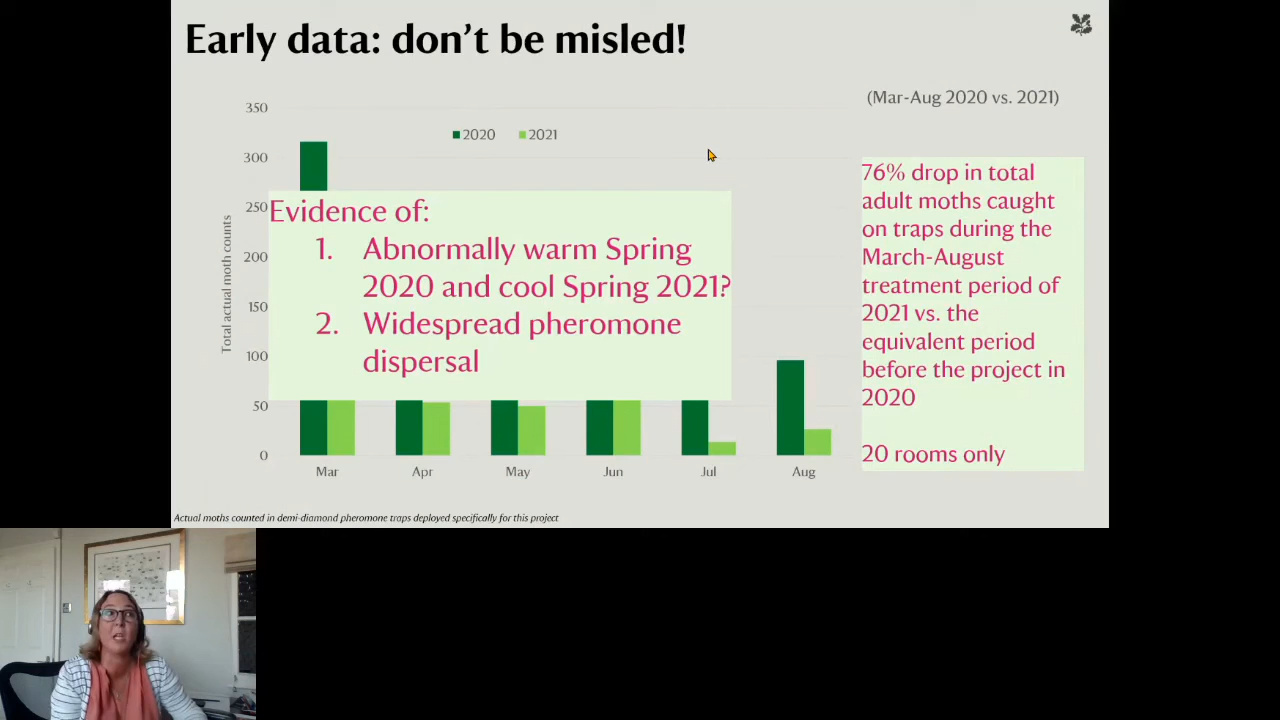 Early data: don't be misled!
(Mar-Aug 2020 vs. 2021)
350
300
250
200
150
100
50
0
Total actual moth counts
2020 2021
Evidence of:
1. Abnormally warm Spring
2020 and cool Spring 2021?
2. Widespread pheromone
dispersal
Mar Apr May Jun Jul Aug
76% drop in total
adult moths caught
on traps during the
March-August
treatment period of
2021 vs. the
equivalent period
before the project in
2020
20 rooms only
Actual moths counted in demi-diamond pheromone traps deployed specifically for this project